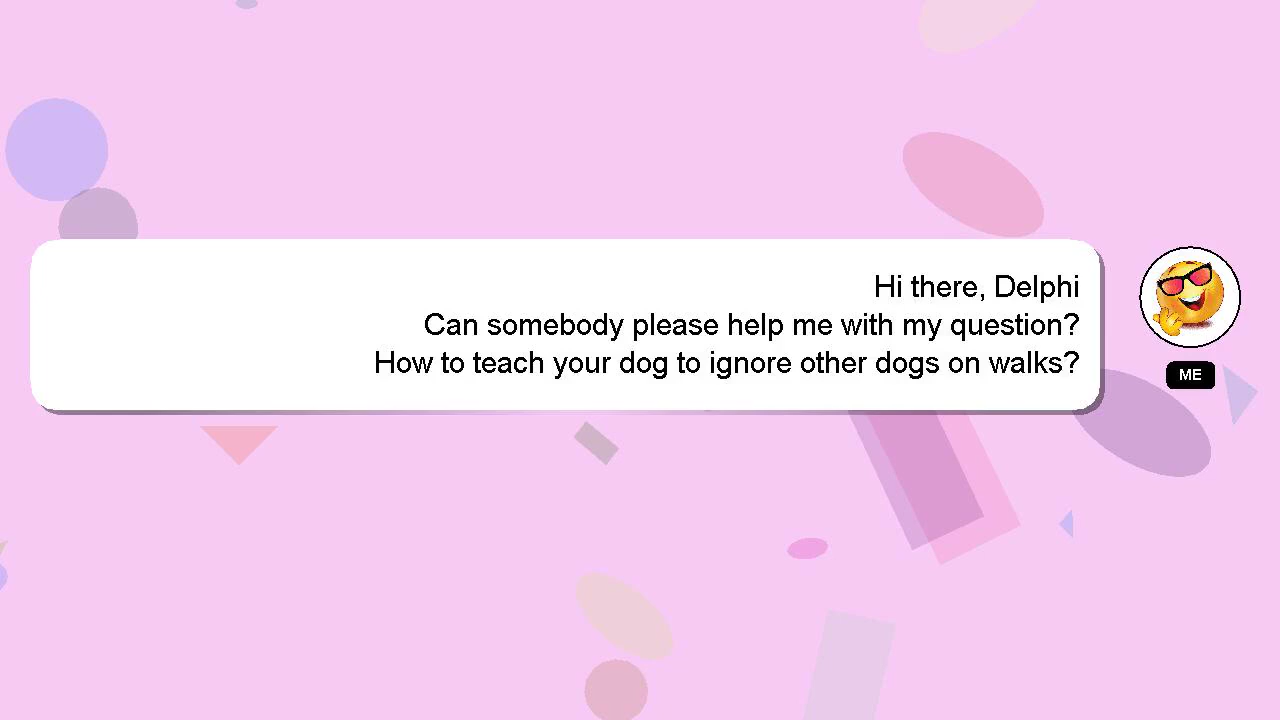 Hi there, Delphi
Can somebody please help me with my question?
How to teach your dog to ignore other dogs on walks?
ME